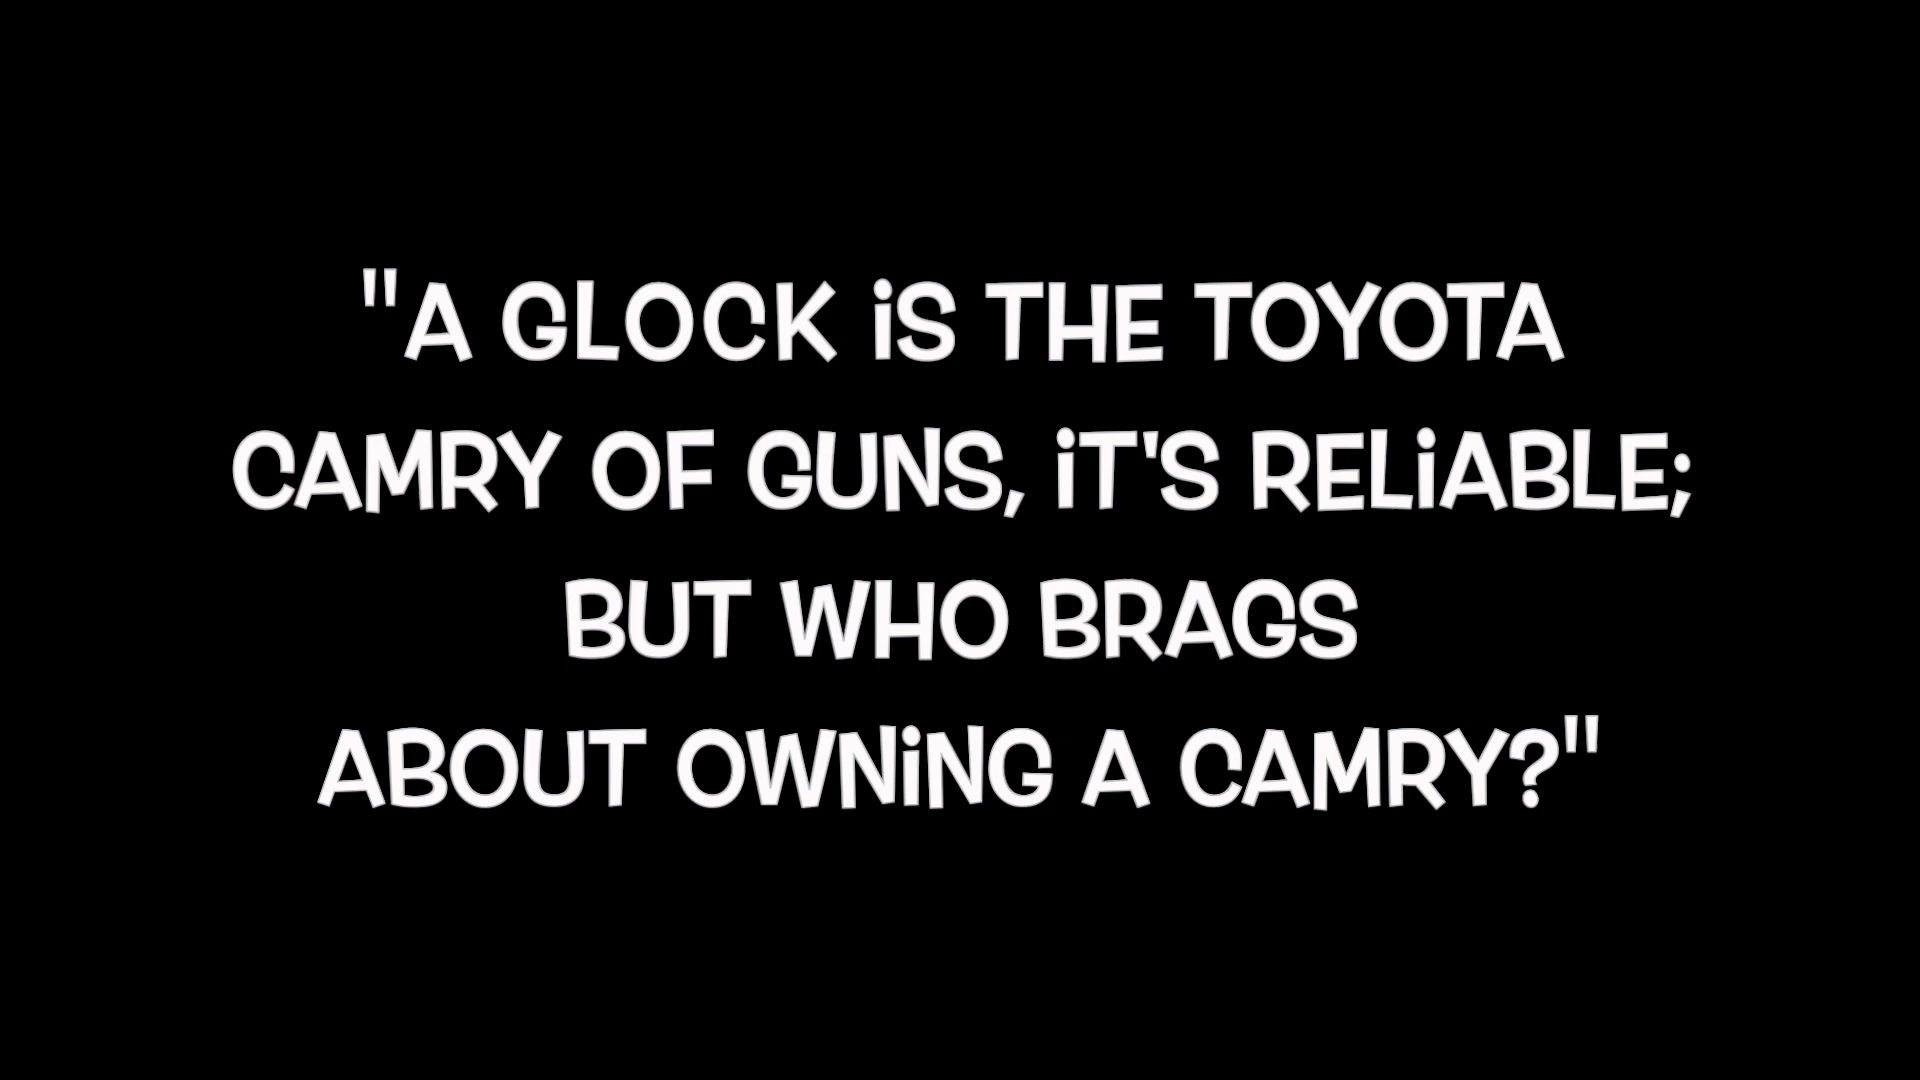 "A GLOCK iS THE TOYOTA
CAMRY OF GUNS, iT'S RELiABLE;
BUT WHO BRAGS
ABOUT OWNiNG A CAMRY?"